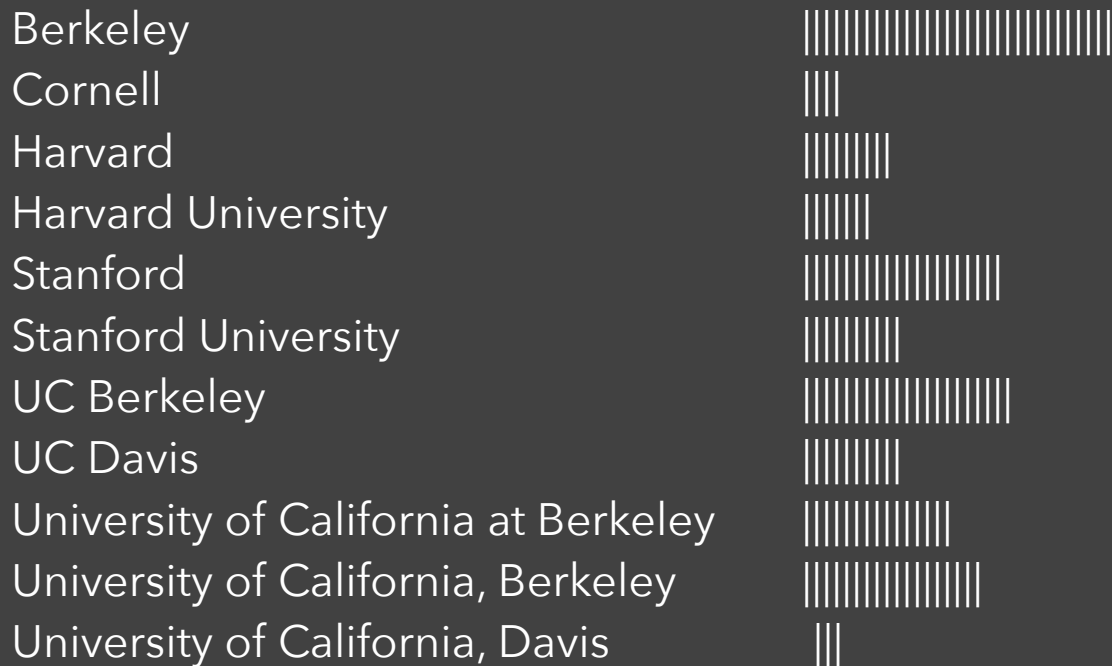 Berkeley |||||||||||||||||||||||||||||||
Cornell ||||
Harvard |||||||||
Harvard University |||||||
Stanford ||||||||||||||||||||
Stanford University ||||||||||
UC Berkeley |||||||||||||||||||||
UC Davis ||||||||||
University of California at Berkeley |||||||||||||||
University of California, Berkeley ||||||||||||||||||
University of California, Davis |||